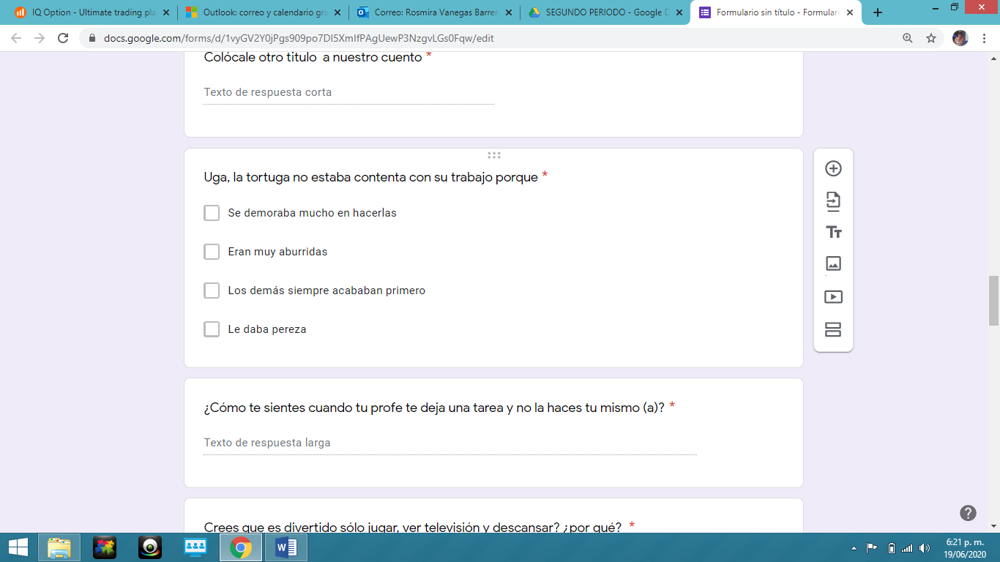 IQ Option - Ultimate trading pla
Outlook: correo y calendario gra
Correo: Rosmira Vanegas Barrer
SEGUNDO PERIODO - Google D
Formulario sin título - Formular
docs.google.com/forms/d/1vyGV2Y0jPgs909po7DI5XmIfPAgUewP3NzgvLGs0Fqw/edit
Colócale otro titulo a nuestro cuento *
Texto de respuesta corta
Uga, la tortuga no estaba contenta con su trabajo porque *
Se demoraba mucho en hacerlas
Eran muy aburridas
Los demás siempre acababan primero
Le daba pereza
¿Cómo te sientes cuando tu profe te deja una tarea y no la haces tu mismo (a)? *
Texto de respuesta larga
Crees que es divertido sólo jugar, ver televisión y descansar? ¿por qué? *
6:21 p. m.
19/06/2020